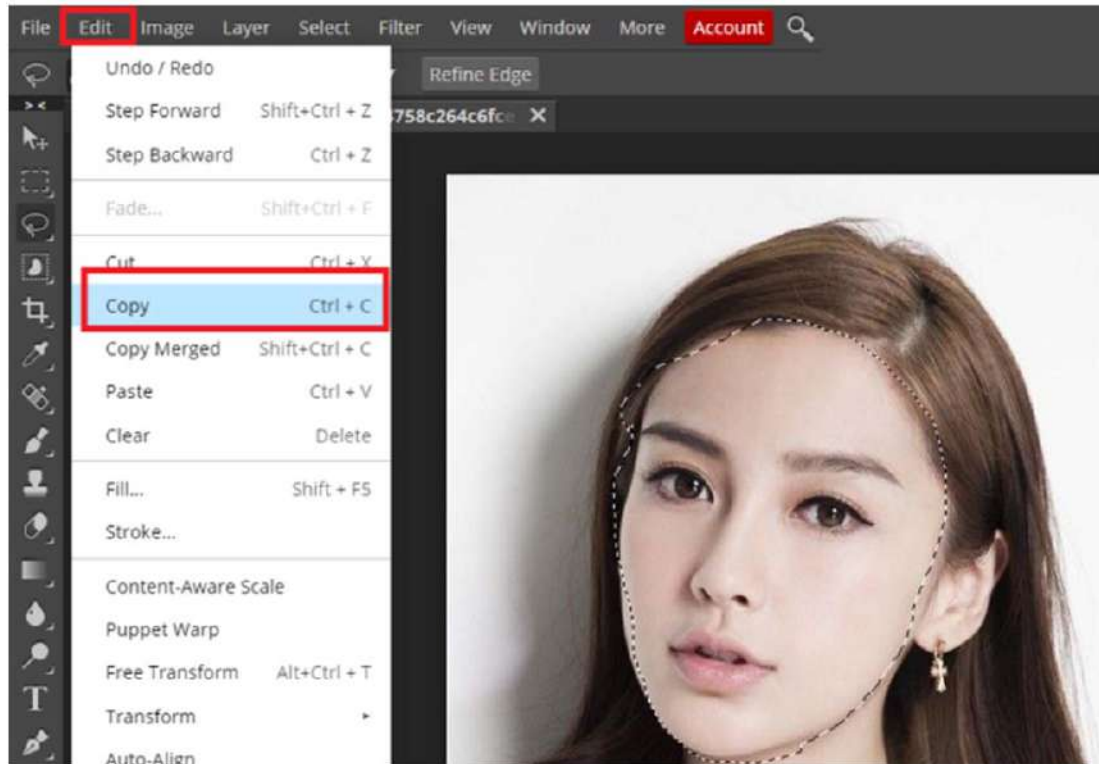 File Edit Image Layer Select Filter View Window More Account
Refine Edge
758c264c6fce
Undo / Redo
Step Forward Shift+Ctrl + Z
Step Backward Ctrl + Z
Fade... Shift+Ctrl + F
Cut Ctrl + X
Copy Ctrl + C
Copy Merged Shift+Ctrl + C
Paste Ctrl + V
Clear Delete
Fill... Shift + F5
Stroke...
Content-Aware Scale
Puppet Warp
Free Transform Alt+Ctrl + T
Transform
Auto-Align
T